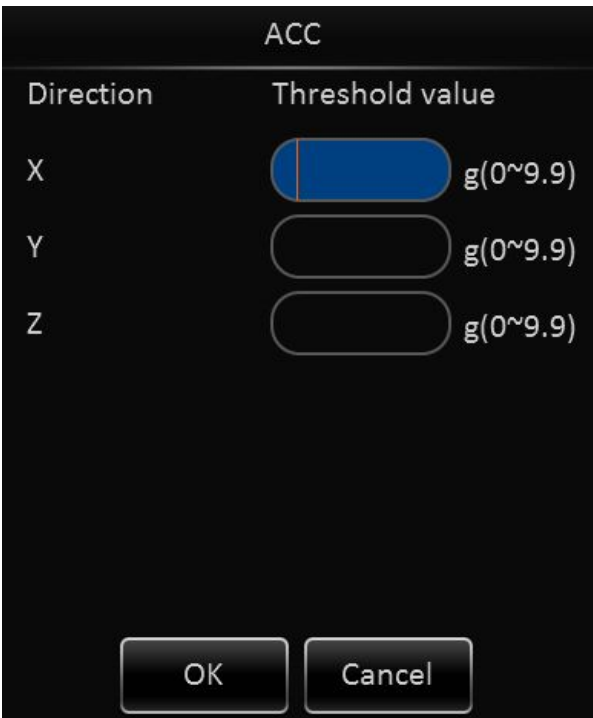 ACC
Direction Threshold value
X g(0~9.9)
Y g(0~9.9)
Z g(0~9.9)
OK Cancel